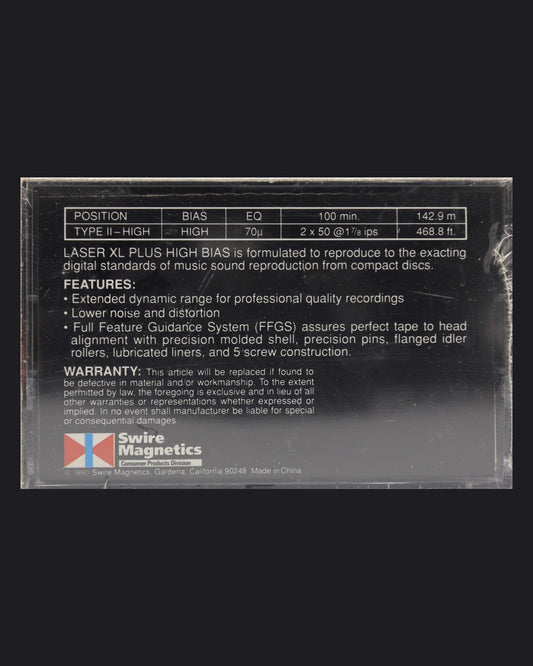 POSITION BIAS EQ 100 min. 142.9 m
TYPE II–HIGH HIGH 70µ 2 x 50 @1 7/8 ips 468.8 ft.
LASER XL PLUS HIGH BIAS is formulated to reproduce to the exacting
digital standards of music sound reproduction from compact discs.
FEATURES:
• Extended dynamic range for professional quality recordings
• Lower noise and distortion
• Full Feature Guidance System (FFGS) assures perfect tape to head
alignment with precision molded shell, precision pins, flanged idler
rollers, lubricated liners, and 5 screw construction.
WARRANTY: This article will be replaced if found to
be defective in material and/or workmanship. To the extent
permitted by law, the foregoing is exclusive and in lieu of all
other warranties or representations whether expressed or
implied. In no event shall manufacturer be liable for special
or consequential damages.
Swire
Magnetics
Consumer Products Division
© 1990 Swire Magnetics, Gardena, California 90248 Made in China